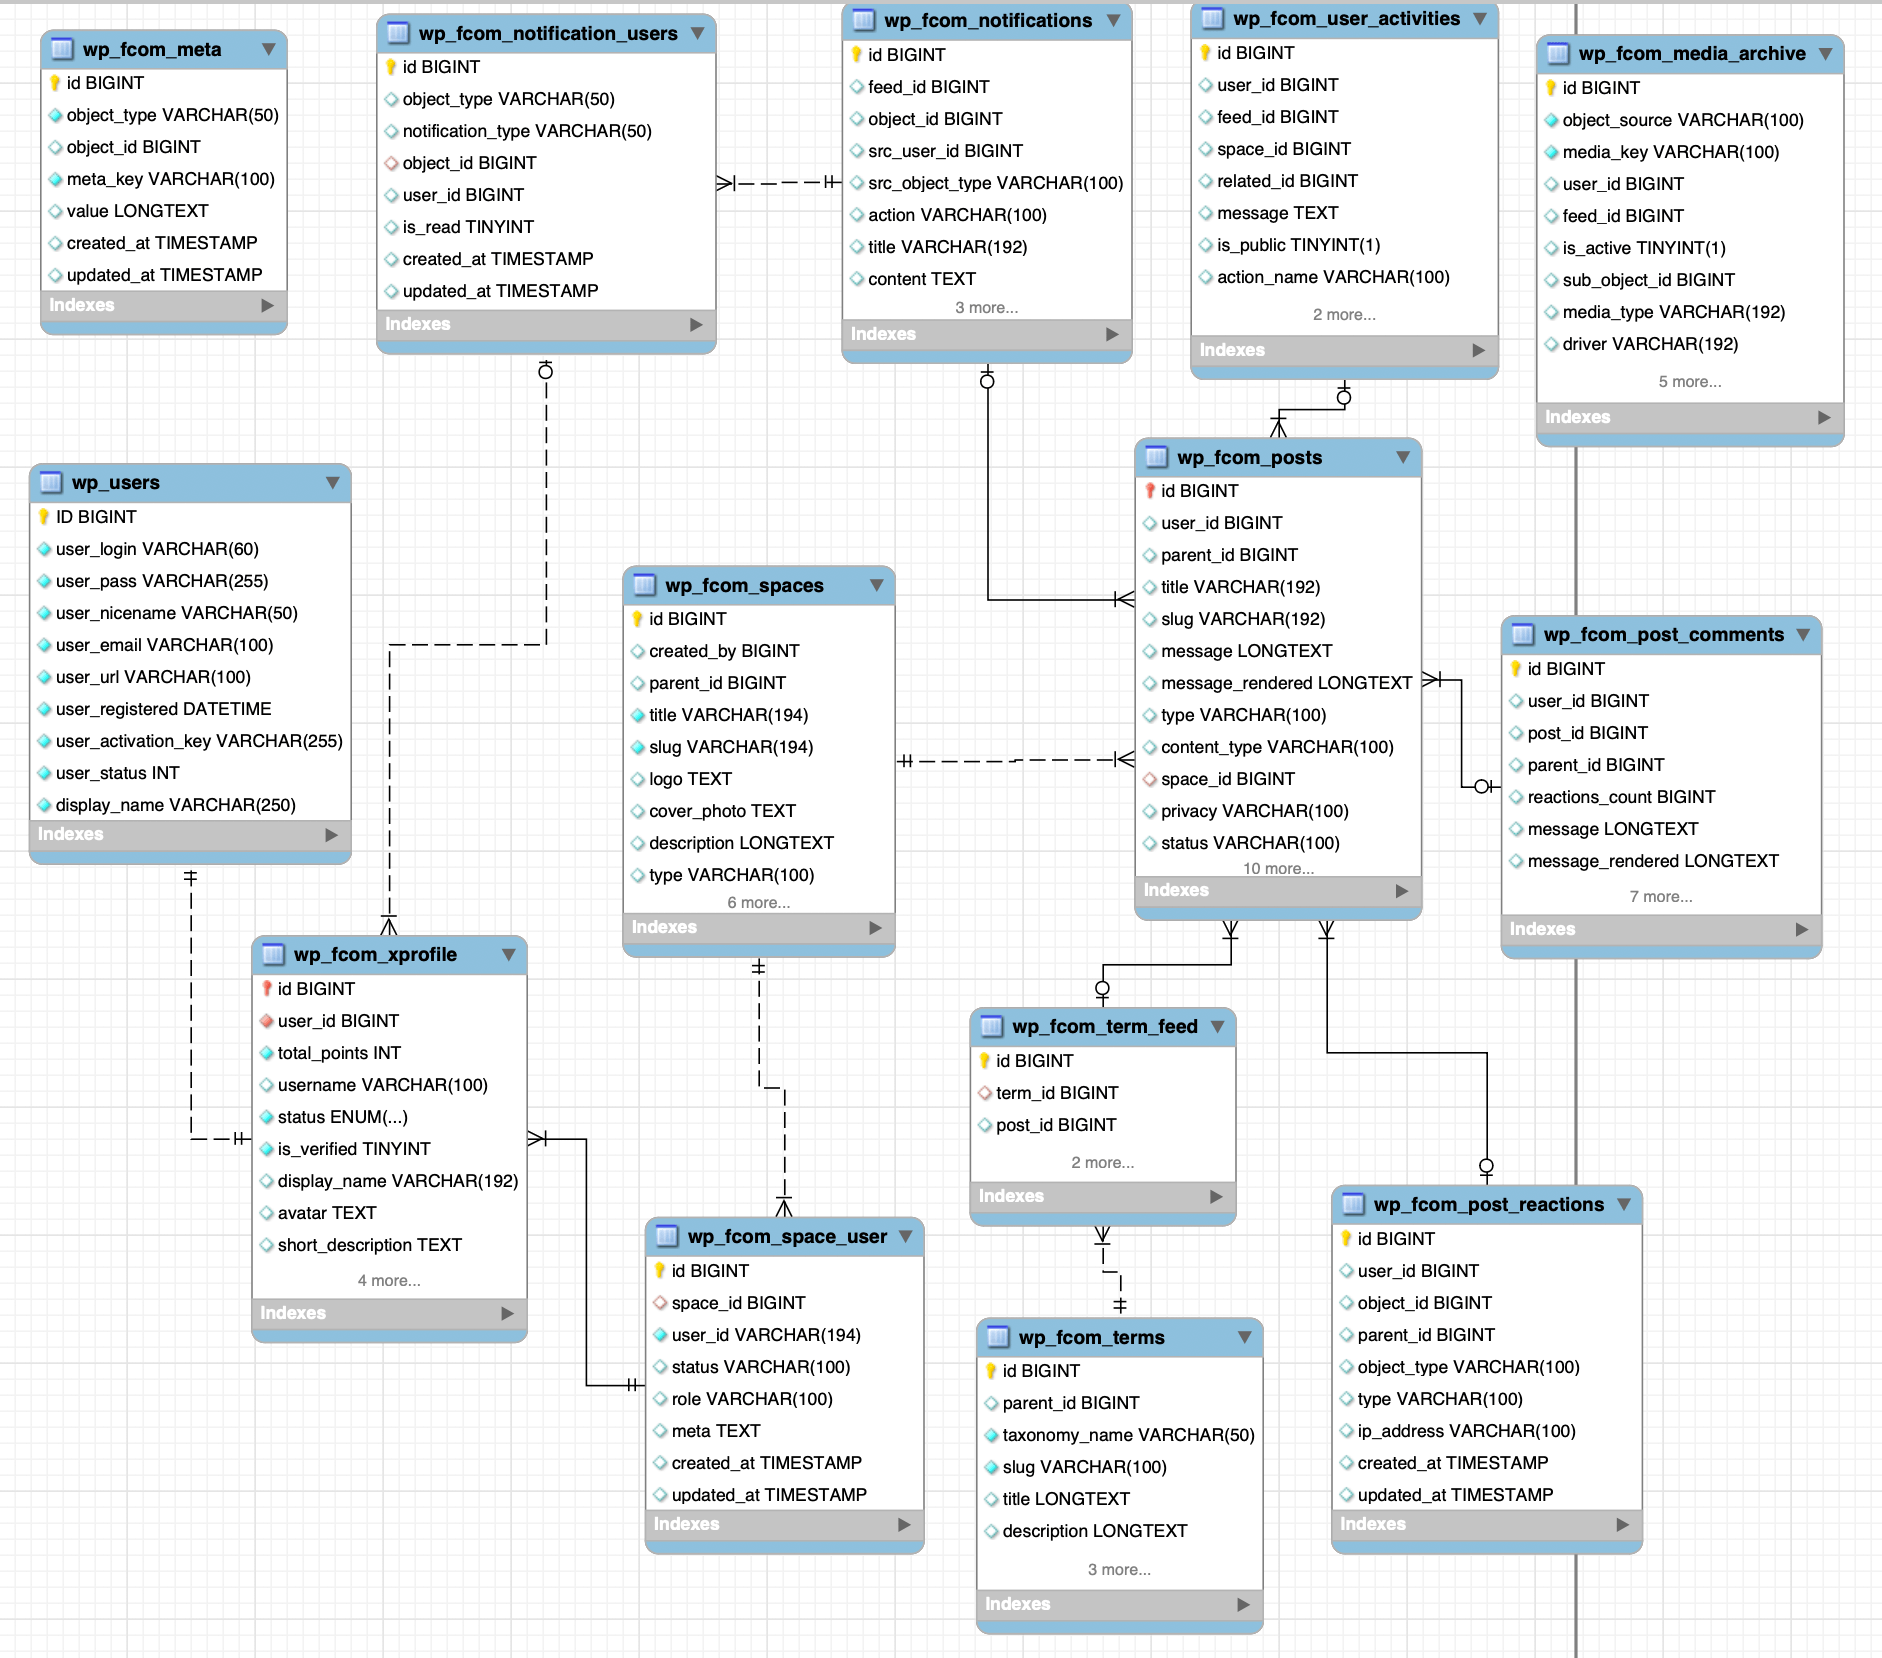 wp_fcom_meta
id BIGINT
object_type VARCHAR(50)
object_id BIGINT
meta_key VARCHAR(100)
value LONGTEXT
created_at TIMESTAMP
updated_at TIMESTAMP
Indexes
wp_fcom_notification_users
id BIGINT
object_type VARCHAR(50)
notification_type VARCHAR(50)
object_id BIGINT
user_id BIGINT
is_read TINYINT
created_at TIMESTAMP
updated_at TIMESTAMP
Indexes
wp_fcom_notifications
id BIGINT
feed_id BIGINT
object_id BIGINT
src_user_id BIGINT
src_object_type VARCHAR(100)
action VARCHAR(100)
title VARCHAR(192)
content TEXT
3 more...
Indexes
wp_fcom_user_activities
id BIGINT
user_id BIGINT
feed_id BIGINT
space_id BIGINT
related_id BIGINT
message TEXT
is_public TINYINT(1)
action_name VARCHAR(100)
2 more...
Indexes
wp_fcom_media_archive
id BIGINT
object_source VARCHAR(100)
media_key VARCHAR(100)
user_id BIGINT
feed_id BIGINT
is_active TINYINT(1)
sub_object_id BIGINT
media_type VARCHAR(192)
driver VARCHAR(192)
5 more...
Indexes
wp_users
ID BIGINT
user_login VARCHAR(60)
user_pass VARCHAR(255)
user_nicename VARCHAR(50)
user_email VARCHAR(100)
user_url VARCHAR(100)
user_registered DATETIME
user_activation_key VARCHAR(255)
user_status INT
display_name VARCHAR(250)
Indexes
wp_fcom_spaces
id BIGINT
created_by BIGINT
parent_id BIGINT
title VARCHAR(194)
slug VARCHAR(194)
logo TEXT
cover_photo TEXT
description LONGTEXT
type VARCHAR(100)
6 more...
Indexes
wp_fcom_posts
id BIGINT
user_id BIGINT
parent_id BIGINT
title VARCHAR(192)
slug VARCHAR(192)
message LONGTEXT
message_rendered LONGTEXT
type VARCHAR(100)
content_type VARCHAR(100)
space_id BIGINT
privacy VARCHAR(100)
status VARCHAR(100)
10 more...
Indexes
wp_fcom_post_comments
id BIGINT
user_id BIGINT
post_id BIGINT
parent_id BIGINT
reactions_count BIGINT
message LONGTEXT
message_rendered LONGTEXT
7 more...
Indexes
wp_fcom_xprofile
id BIGINT
user_id BIGINT
total_points INT
username VARCHAR(100)
status ENUM(...)
is_verified TINYINT
display_name VARCHAR(192)
avatar TEXT
short_description TEXT
4 more...
Indexes
wp_fcom_space_user
id BIGINT
space_id BIGINT
user_id VARCHAR(194)
status VARCHAR(100)
role VARCHAR(100)
meta TEXT
created_at TIMESTAMP
updated_at TIMESTAMP
Indexes
wp_fcom_term_feed
id BIGINT
term_id BIGINT
post_id BIGINT
2 more...
Indexes
wp_fcom_terms
id BIGINT
parent_id BIGINT
taxonomy_name VARCHAR(50)
slug VARCHAR(100)
title LONGTEXT
description LONGTEXT
3 more...
Indexes
wp_fcom_post_reactions
id BIGINT
user_id BIGINT
object_id BIGINT
parent_id BIGINT
object_type VARCHAR(100)
type VARCHAR(100)
ip_address VARCHAR(100)
created_at TIMESTAMP
updated_at TIMESTAMP
Indexes